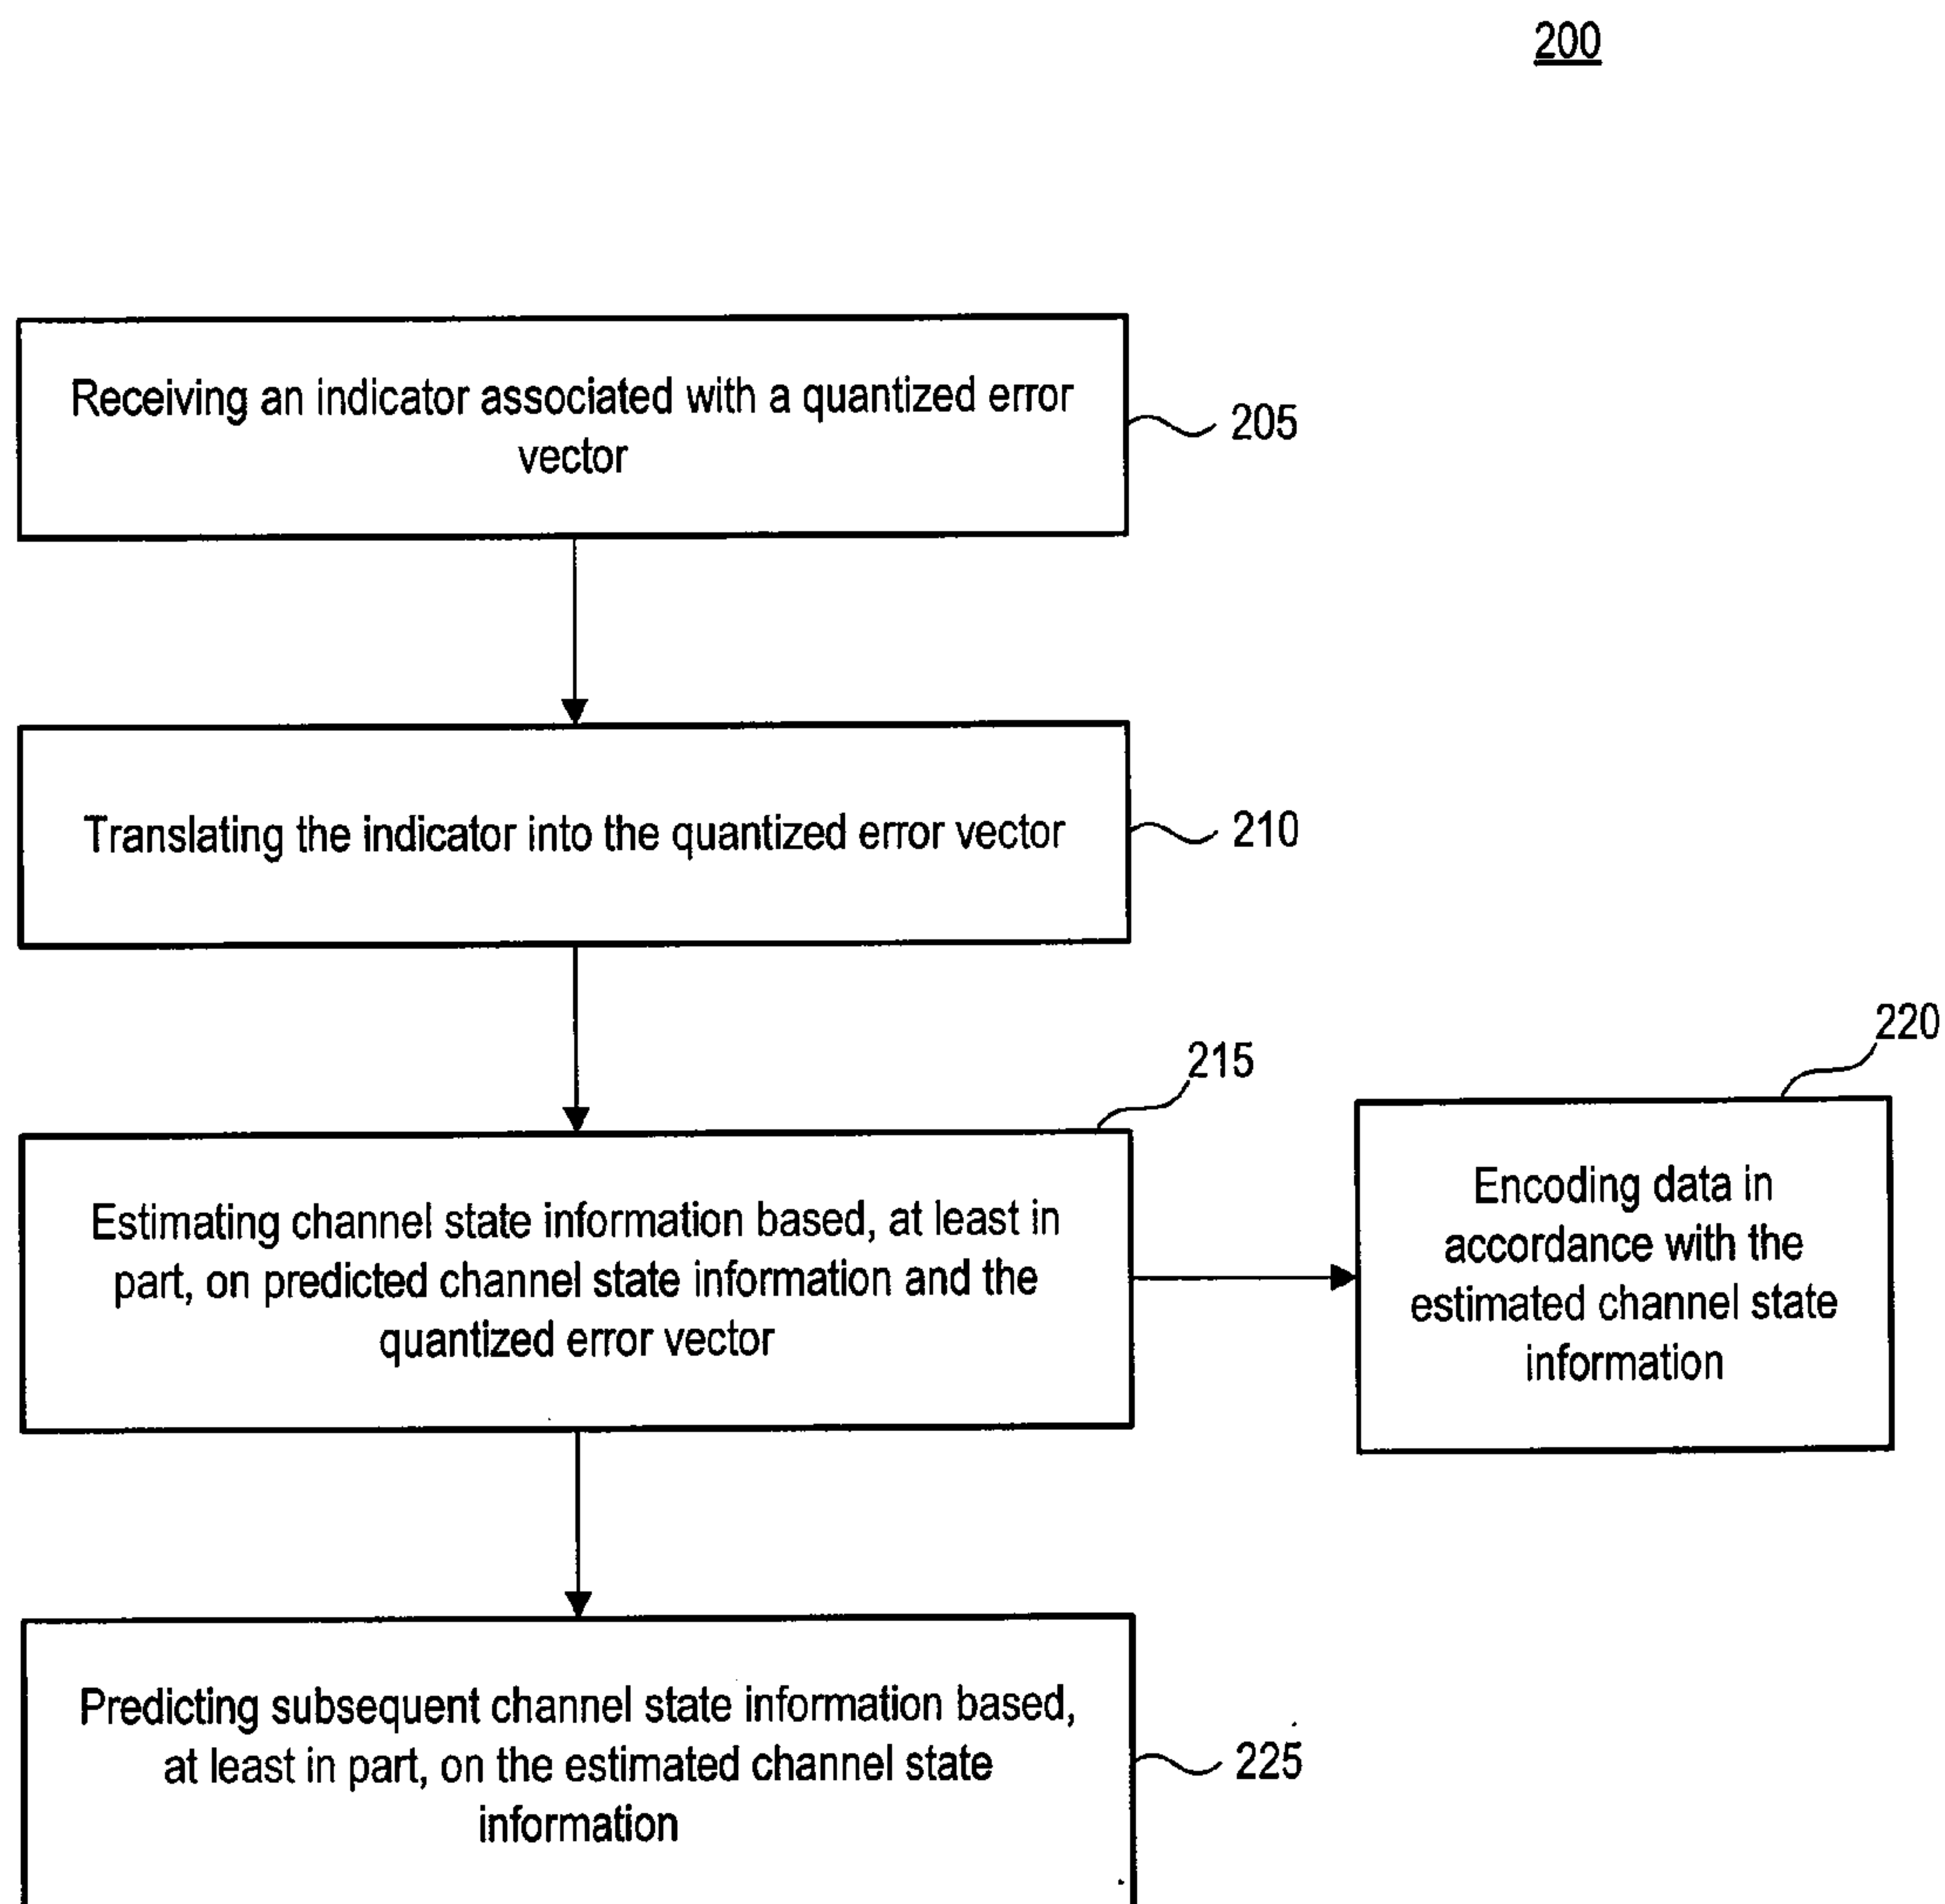 200
Receiving an indicator associated with a quantized error
vector
205
Translating the indicator into the quantized error vector
210
215
220
Estimating channel state information based, at least in
part, on predicted channel state information and the
quantized error vector
Encoding data in
accordance with the
estimated channel state
information
Predicting subsequent channel state information based,
at least in part, on the estimated channel state
information
225